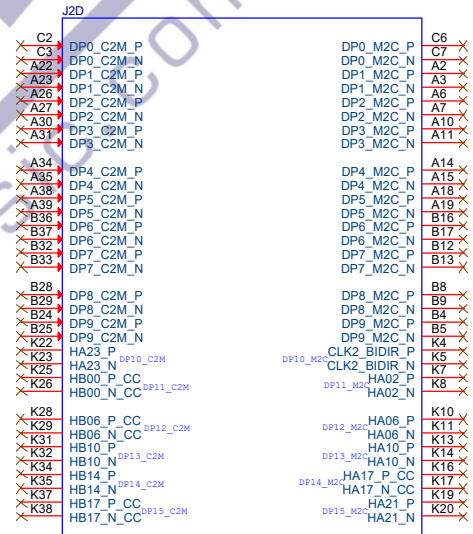 J2D
C2 DP0_C2M_P DP0_M2C_P C6
C3 DP0_C2M_N DP0_M2C_N C7
A22 DP1_C2M_P DP1_M2C_P A2
A23 DP1_C2M_N DP1_M2C_N A3
A26 DP2_C2M_P DP2_M2C_P A6
A27 DP2_C2M_N DP2_M2C_N A7
A30 DP3_C2M_P DP3_M2C_P A10
A31 DP3_C2M_N DP3_M2C_N A11
A34 DP4_C2M_P DP4_M2C_P A14
A35 DP4_C2M_N DP4_M2C_N A15
A38 DP5_C2M_P DP5_M2C_P A18
A39 DP5_C2M_N DP5_M2C_N A19
B36 DP6_C2M_P DP6_M2C_P B16
B37 DP6_C2M_N DP6_M2C_N B17
B32 DP7_C2M_P DP7_M2C_P B12
B33 DP7_C2M_N DP7_M2C_N B13
B28 DP8_C2M_P DP8_M2C_P B8
B29 DP8_C2M_N DP8_M2C_N B9
B24 DP9_C2M_P DP9_M2C_P B4
B25 DP9_C2M_N DP9_M2C_N B5
K22 HA23_P CLK2_BIDIR_P K4
DP10_C2M DP10_M2C
K23 HA23_N CLK2_BIDIR_N K5
K25 HB00_P_CC HA02_P K7
DP11_C2M DP11_M2C
K26 HB00_N_CC HA02_N K8
K28 HB06_P_CC HA06_P K10
DP12_C2M DP12_M2C
K29 HB06_N_CC HA06_N K11
K31 HB10_P HA10_P K13
DP13_C2M DP13_M2C
K32 HB10_N HA10_N K14
K34 HB14_P HA17_P_CC K16
DP14_C2M DP14_M2C
K35 HB14_N HA17_N_CC K17
K37 HB17_P_CC HA21_P K19
DP15_C2M DP15_M2C
K38 HB17_N_CC HA21_N K20